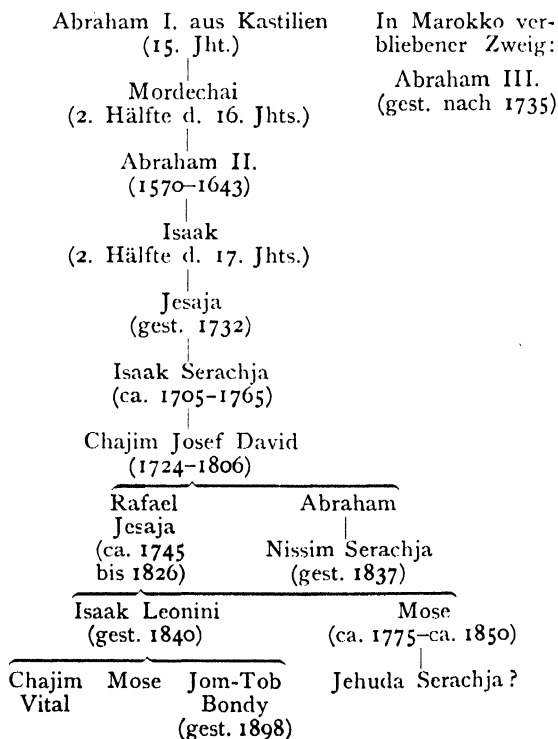 Abraham I. aus Kastilien
(15. Jht.)
In Marokko ver-
bliebener Zweig:
Abraham III.
(gest. nach 1735)
Mordechai
(2. Hälfte d. 16. Jhts.)
Abraham II.
(1570–1643)
Isaak
(2. Hälfte d. 17. Jhts.)
Jesaja
(gest. 1732)
Isaak Serachja
(ca. 1705–1765)
Chajim Josef David
(1724–1806)
Rafael
Jesaja
(ca. 1745
bis 1826)
Abraham
Nissim Serachja
(gest. 1837)
Isaak Leonini
(gest. 1840)
Mose
(ca. 1775–ca. 1850)
Chajim
Vital
Mose
Jom-Tob
Bondy
(gest. 1898)
Jehuda Serachja?